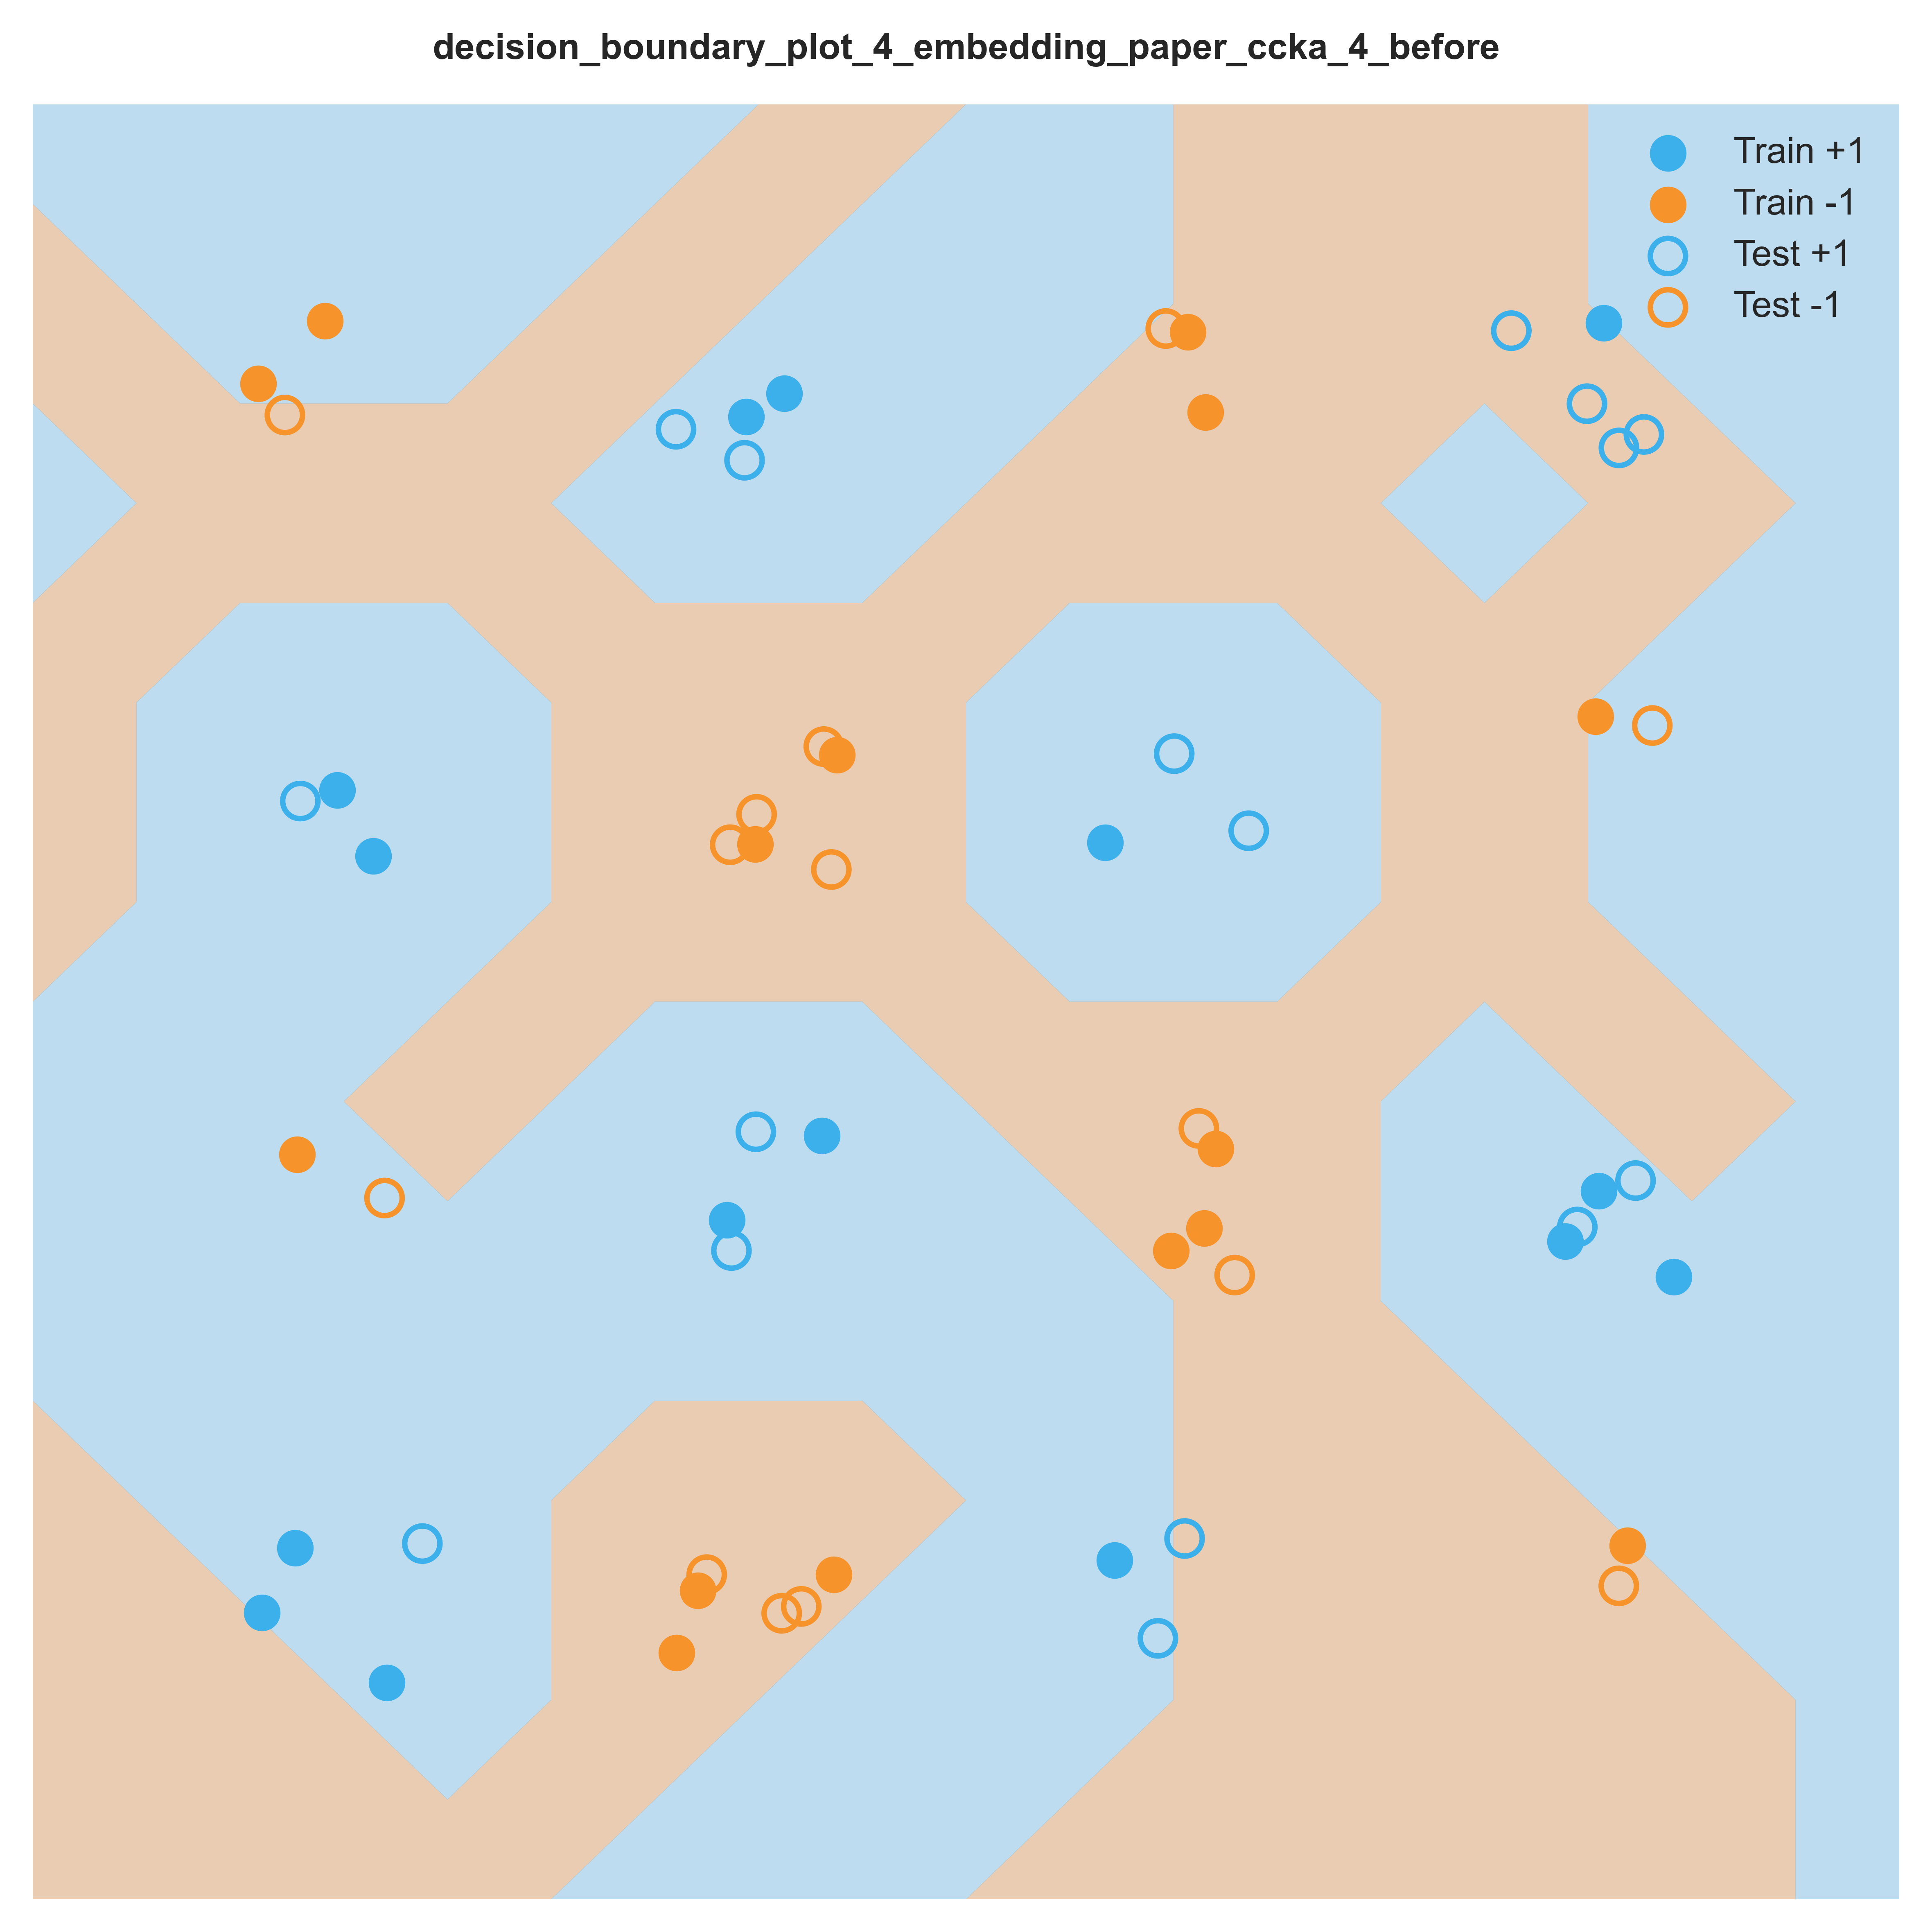 decision_boundary_plot_4_embedding_paper_ccka_4_before
Train +1
Train -1
Test +1
Test -1